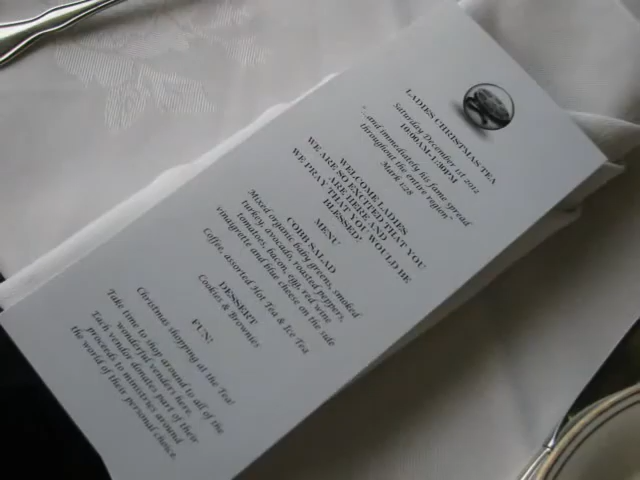 LADIES CHRISTMAS TEA
Saturday December 1st 2012
10:00AM-1:30PM
"...and immediately his fame spread
throughout the entire region"
Mark 1:28
WELCOME LADIES
WE ARE SO EXCITED THAT YOU
ARE HERE AND
WE PRAY THAT YOU WOULD BE
BLESSED!
MENU
COBB SALAD
Mixed organic baby greens, smoked
turkey, avocado, roasted peppers,
tomatoes, bacon, egg, red wine
vinaigrette and blue cheese on the side
Coffee, assorted Hot Tea & Ice Tea
DESSERT
Cookies & Brownies
FUN!
Christmas shopping at the Tea!
Take time to shop around to all of the
wonderful venders here.
Each vendor donates part of their
proceeds to ministries around
the world of their personal choice.